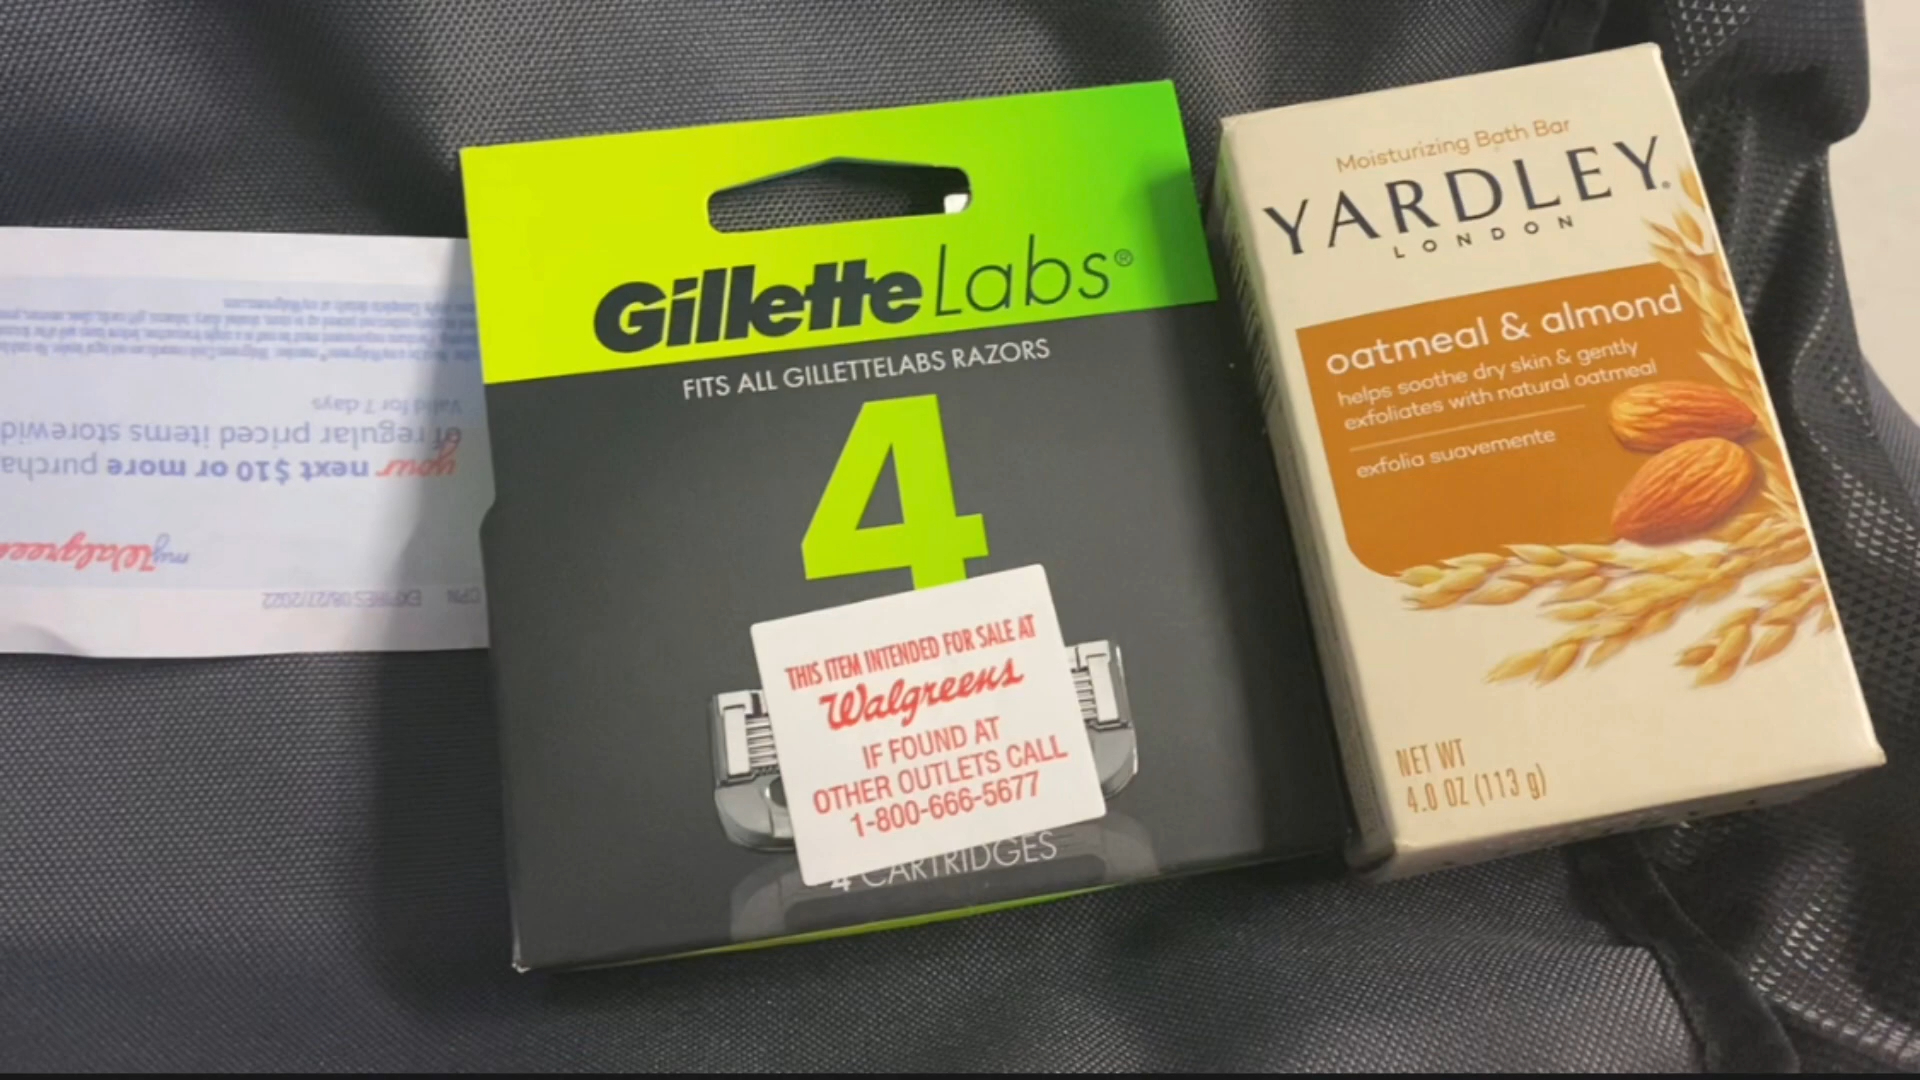 GilletteLabs®
FITS ALL GILLETTELABS RAZORS
4
THIS ITEM INTENDED FOR SALE AT
Walgreens
IF FOUND AT
OTHER OUTLETS CALL
1-800-666-5677
4 CARTRIDGES
Moisturizing Bath Bar
YARDLEY®
LONDON
oatmeal & almond
helps soothe dry skin & gently
exfoliates with natural oatmeal
exfolia suavemente
NET WT
4.0 OZ (113 g)
EXPIRES 08/27/2022
myWalgreens
your next $10 or more
of regular priced items
Valid for 7 days